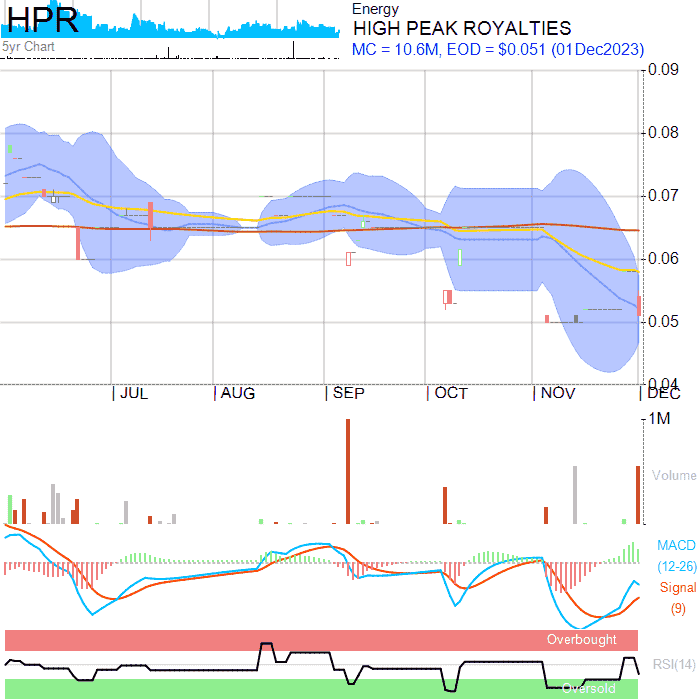 HPR
5yr Chart
Energy
HIGH PEAK ROYALTIES
MC = 10.6M, EOD = $0.051 (01Dec2023)
0.09
0.08
0.07
0.06
0.05
0.04
JUL
AUG
SEP
OCT
NOV
DEC
1M
Volume
MACD
(12-26)
Signal
(9)
Overbought
RSI(14)
Oversold